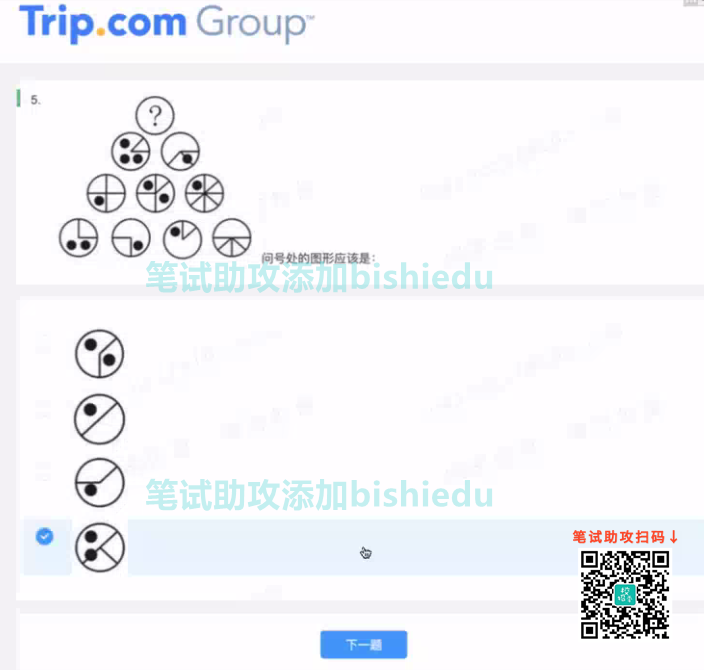 Trip.com Group™
5.
?
问号处的图形应该是：
笔试助攻添加bishiedu
笔试助攻添加bishiedu
笔试助攻扫码↓
下一题